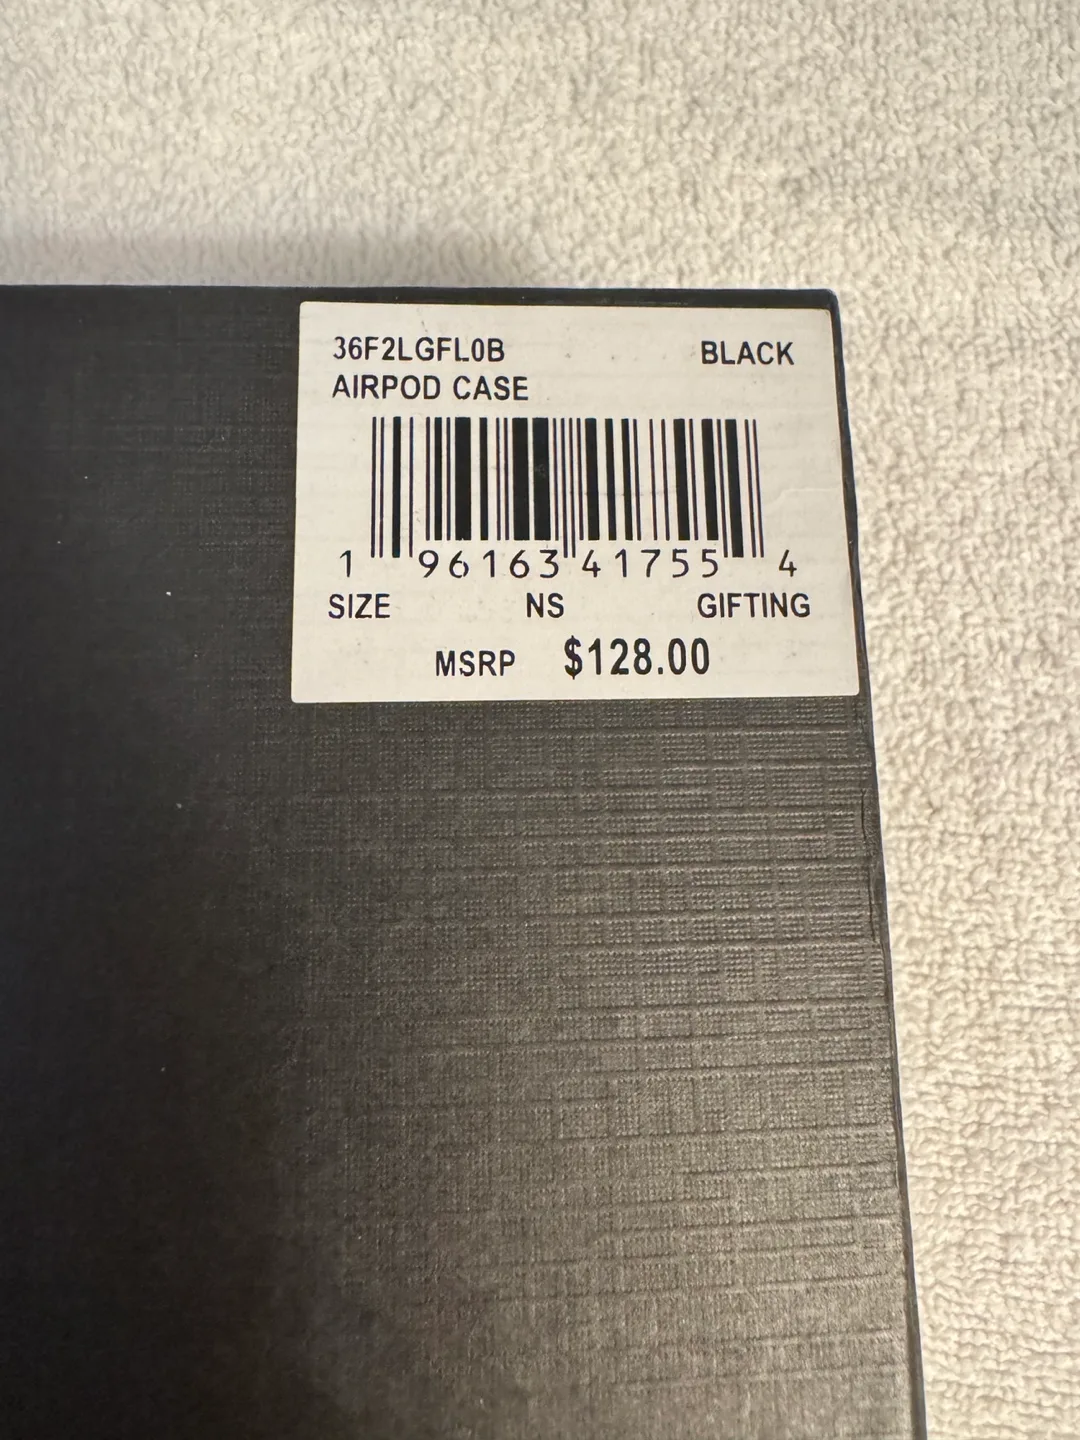 36F2LGFL0B BLACK
AIRPOD CASE
1 96163 41755 4
SIZE NS GIFTING
MSRP $128.00